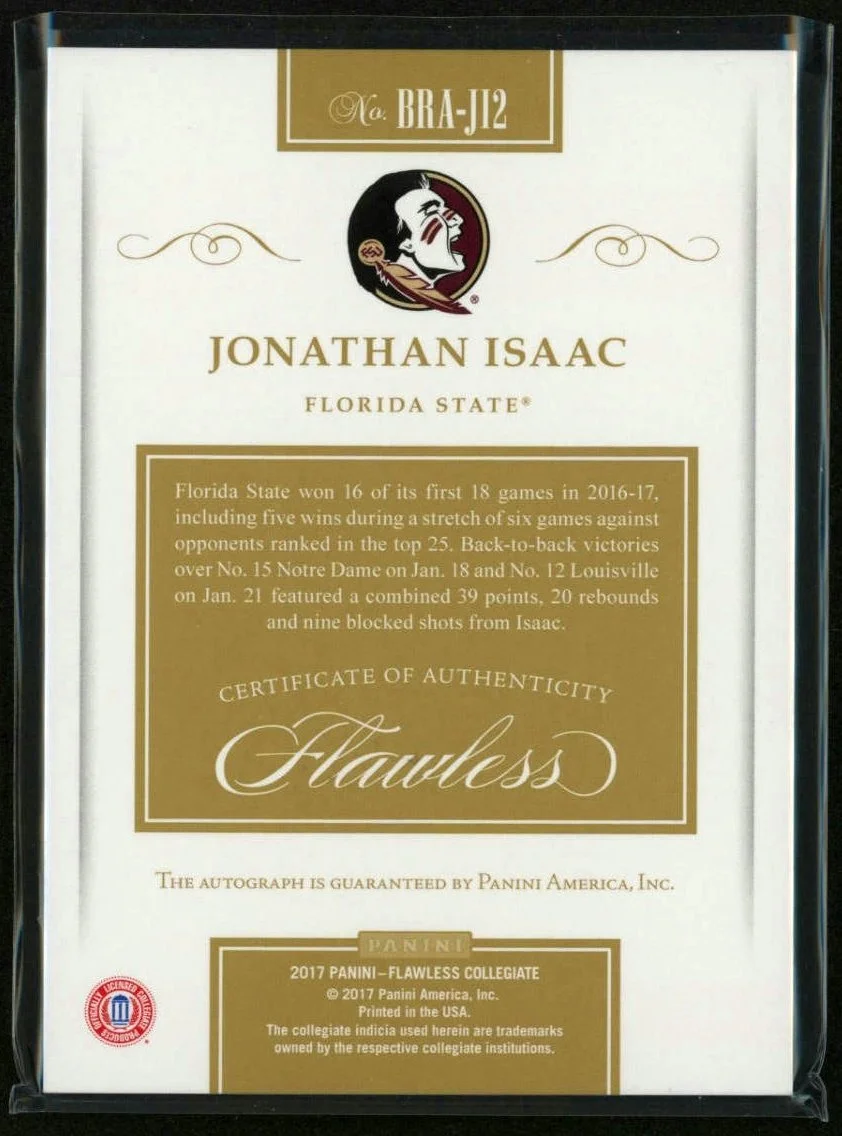 No. BRA-JI2
FSU
®
JONATHAN ISAAC
FLORIDA STATE®
Florida State won 16 of its first 18 games in 2016-17,
including five wins during a stretch of six games against
opponents ranked in the top 25. Back-to-back victories
over No. 15 Notre Dame on Jan. 18 and No. 12 Louisville
on Jan. 21 featured a combined 39 points, 20 rebounds
and nine blocked shots from Isaac.
CERTIFICATE OF AUTHENTICITY
Flawless
THE AUTOGRAPH IS GUARANTEED BY PANINI AMERICA, INC.
PANINI
2017 PANINI–FLAWLESS COLLEGIATE
© 2017 Panini America, Inc.
Printed in the USA.
The collegiate indicia used herein are trademarks
owned by the respective collegiate institutions.
OFFICIALLY LICENSED COLLEGIATE PRODUCTS